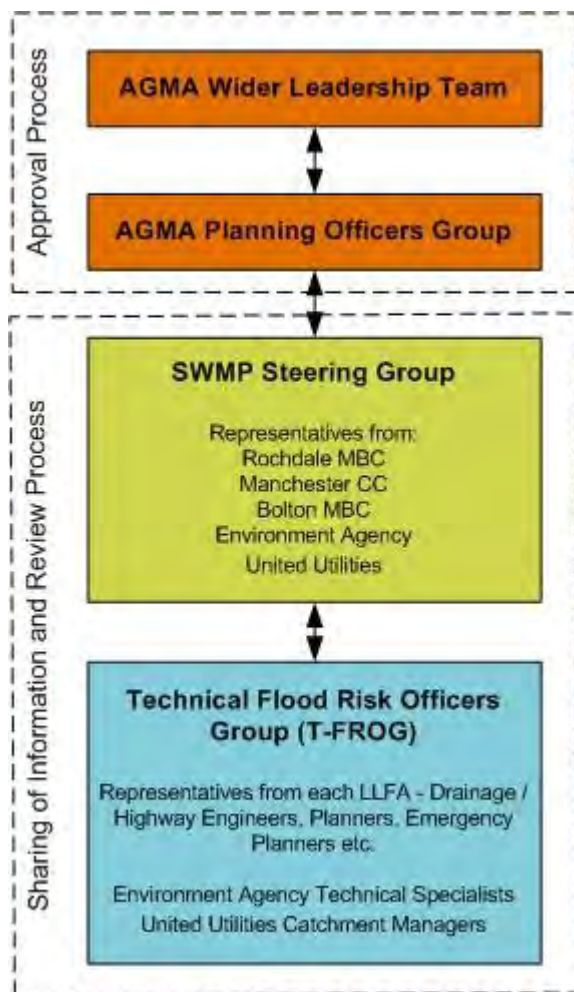 Approval Process
AGMA Wider Leadership Team
AGMA Planning Officers Group
Sharing of Information and Review Process
SWMP Steering Group
Representatives from:
Rochdale MBC
Manchester CC
Bolton MBC
Environment Agency
United Utilities
Technical Flood Risk Officers
Group (T-FROG)
Representatives from each LLFA - Drainage /
Highway Engineers, Planners, Emergency
Planners etc.
Environment Agency Technical Specialists
United Utilities Catchment Managers